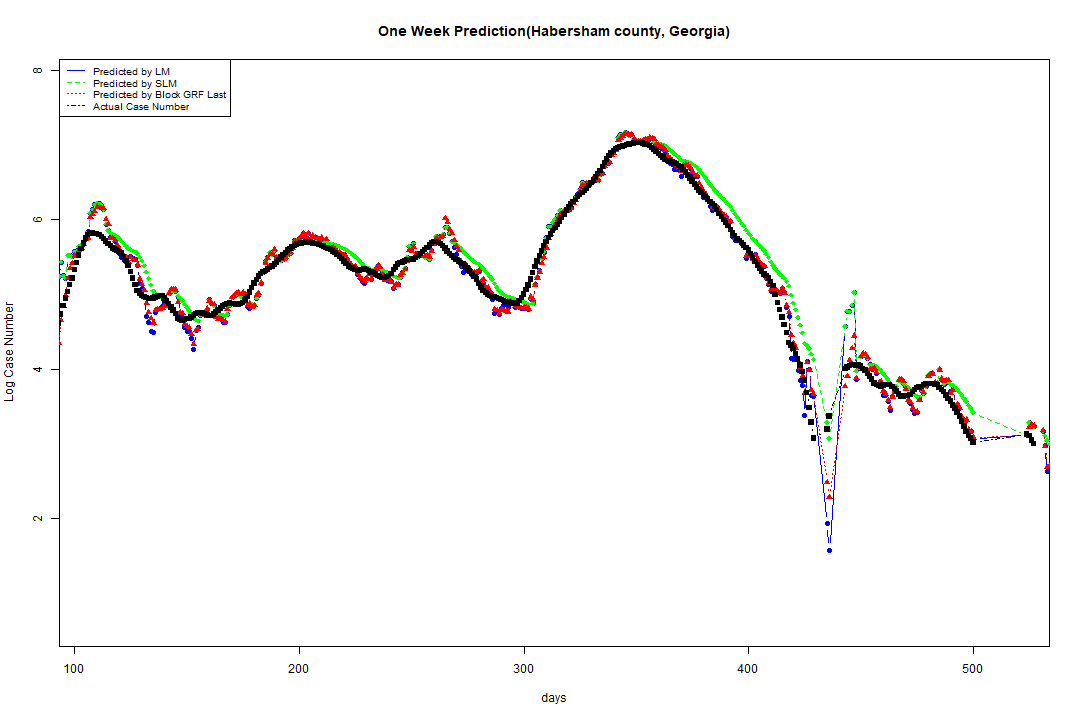 One Week Prediction(Habersham county, Georgia)
8
Predicted by LM
Predicted by SLM
Predicted by Block GRF Last
Actual Case Number
6
4
2
Log Case Number
100 200 300 400 500
days